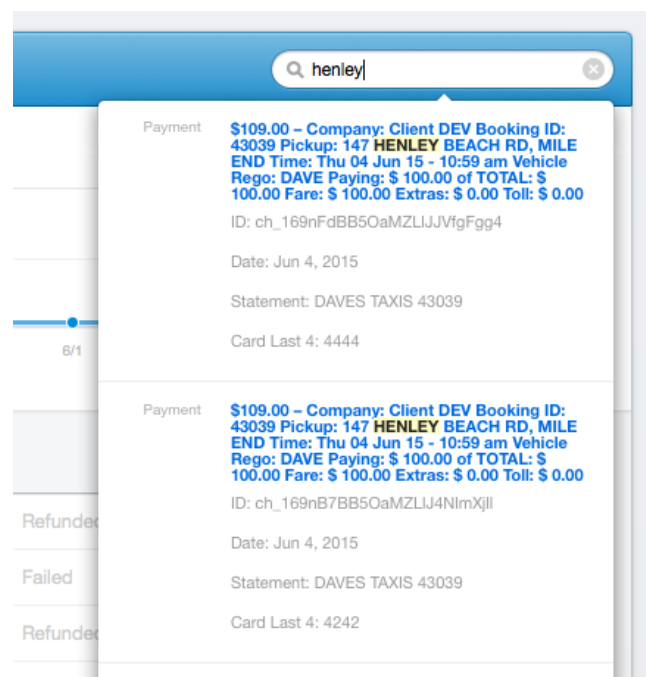 henley
Payment
$109.00 – Company: Client DEV Booking ID:
43039 Pickup: 147 HENLEY BEACH RD, MILE
END Time: Thu 04 Jun 15 - 10:59 am Vehicle
Rego: DAVE Paying: $ 100.00 of TOTAL: $
100.00 Fare: $ 100.00 Extras: $ 0.00 Toll: $ 0.00
ID: ch_169nFdBB5OaMZLIJJVfgFgg4
Date: Jun 4, 2015
Statement: DAVES TAXIS 43039
Card Last 4: 4444
6/1
Payment
$109.00 – Company: Client DEV Booking ID:
43039 Pickup: 147 HENLEY BEACH RD, MILE
END Time: Thu 04 Jun 15 - 10:59 am Vehicle
Rego: DAVE Paying: $ 100.00 of TOTAL: $
100.00 Fare: $ 100.00 Extras: $ 0.00 Toll: $ 0.00
ID: ch_169nB7BB5OaMZLIJ4NlmXjll
Date: Jun 4, 2015
Statement: DAVES TAXIS 43039
Card Last 4: 4242
Refunded
Failed
Refunded